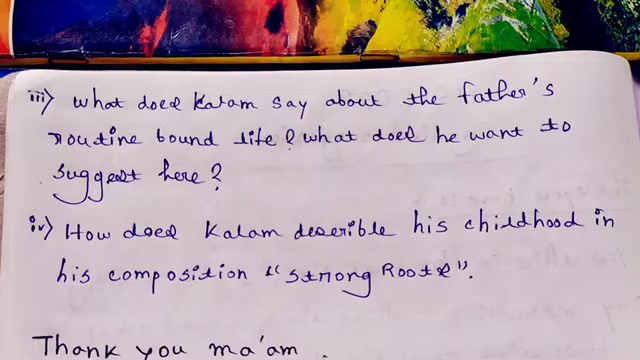 iii) What does Kalam say about the father's
routine bound life? What does he want to
suggest here?
iv) How does Kalam describle his childhood in
his composition "Strong Roots".
Thank you ma'am.